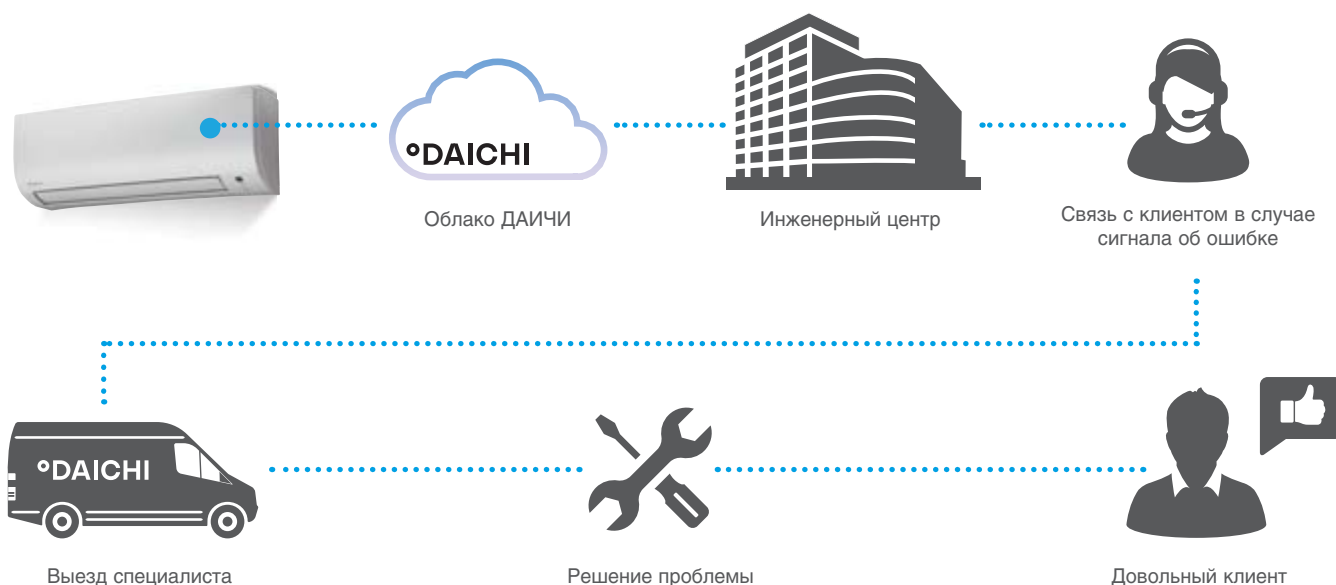 °DAICHI
Облако ДАИЧИ
Инженерный центр
Связь с клиентом в случае
сигнала об ошибке
°DAICHI
Выезд специалиста
Решение проблемы
Довольный клиент